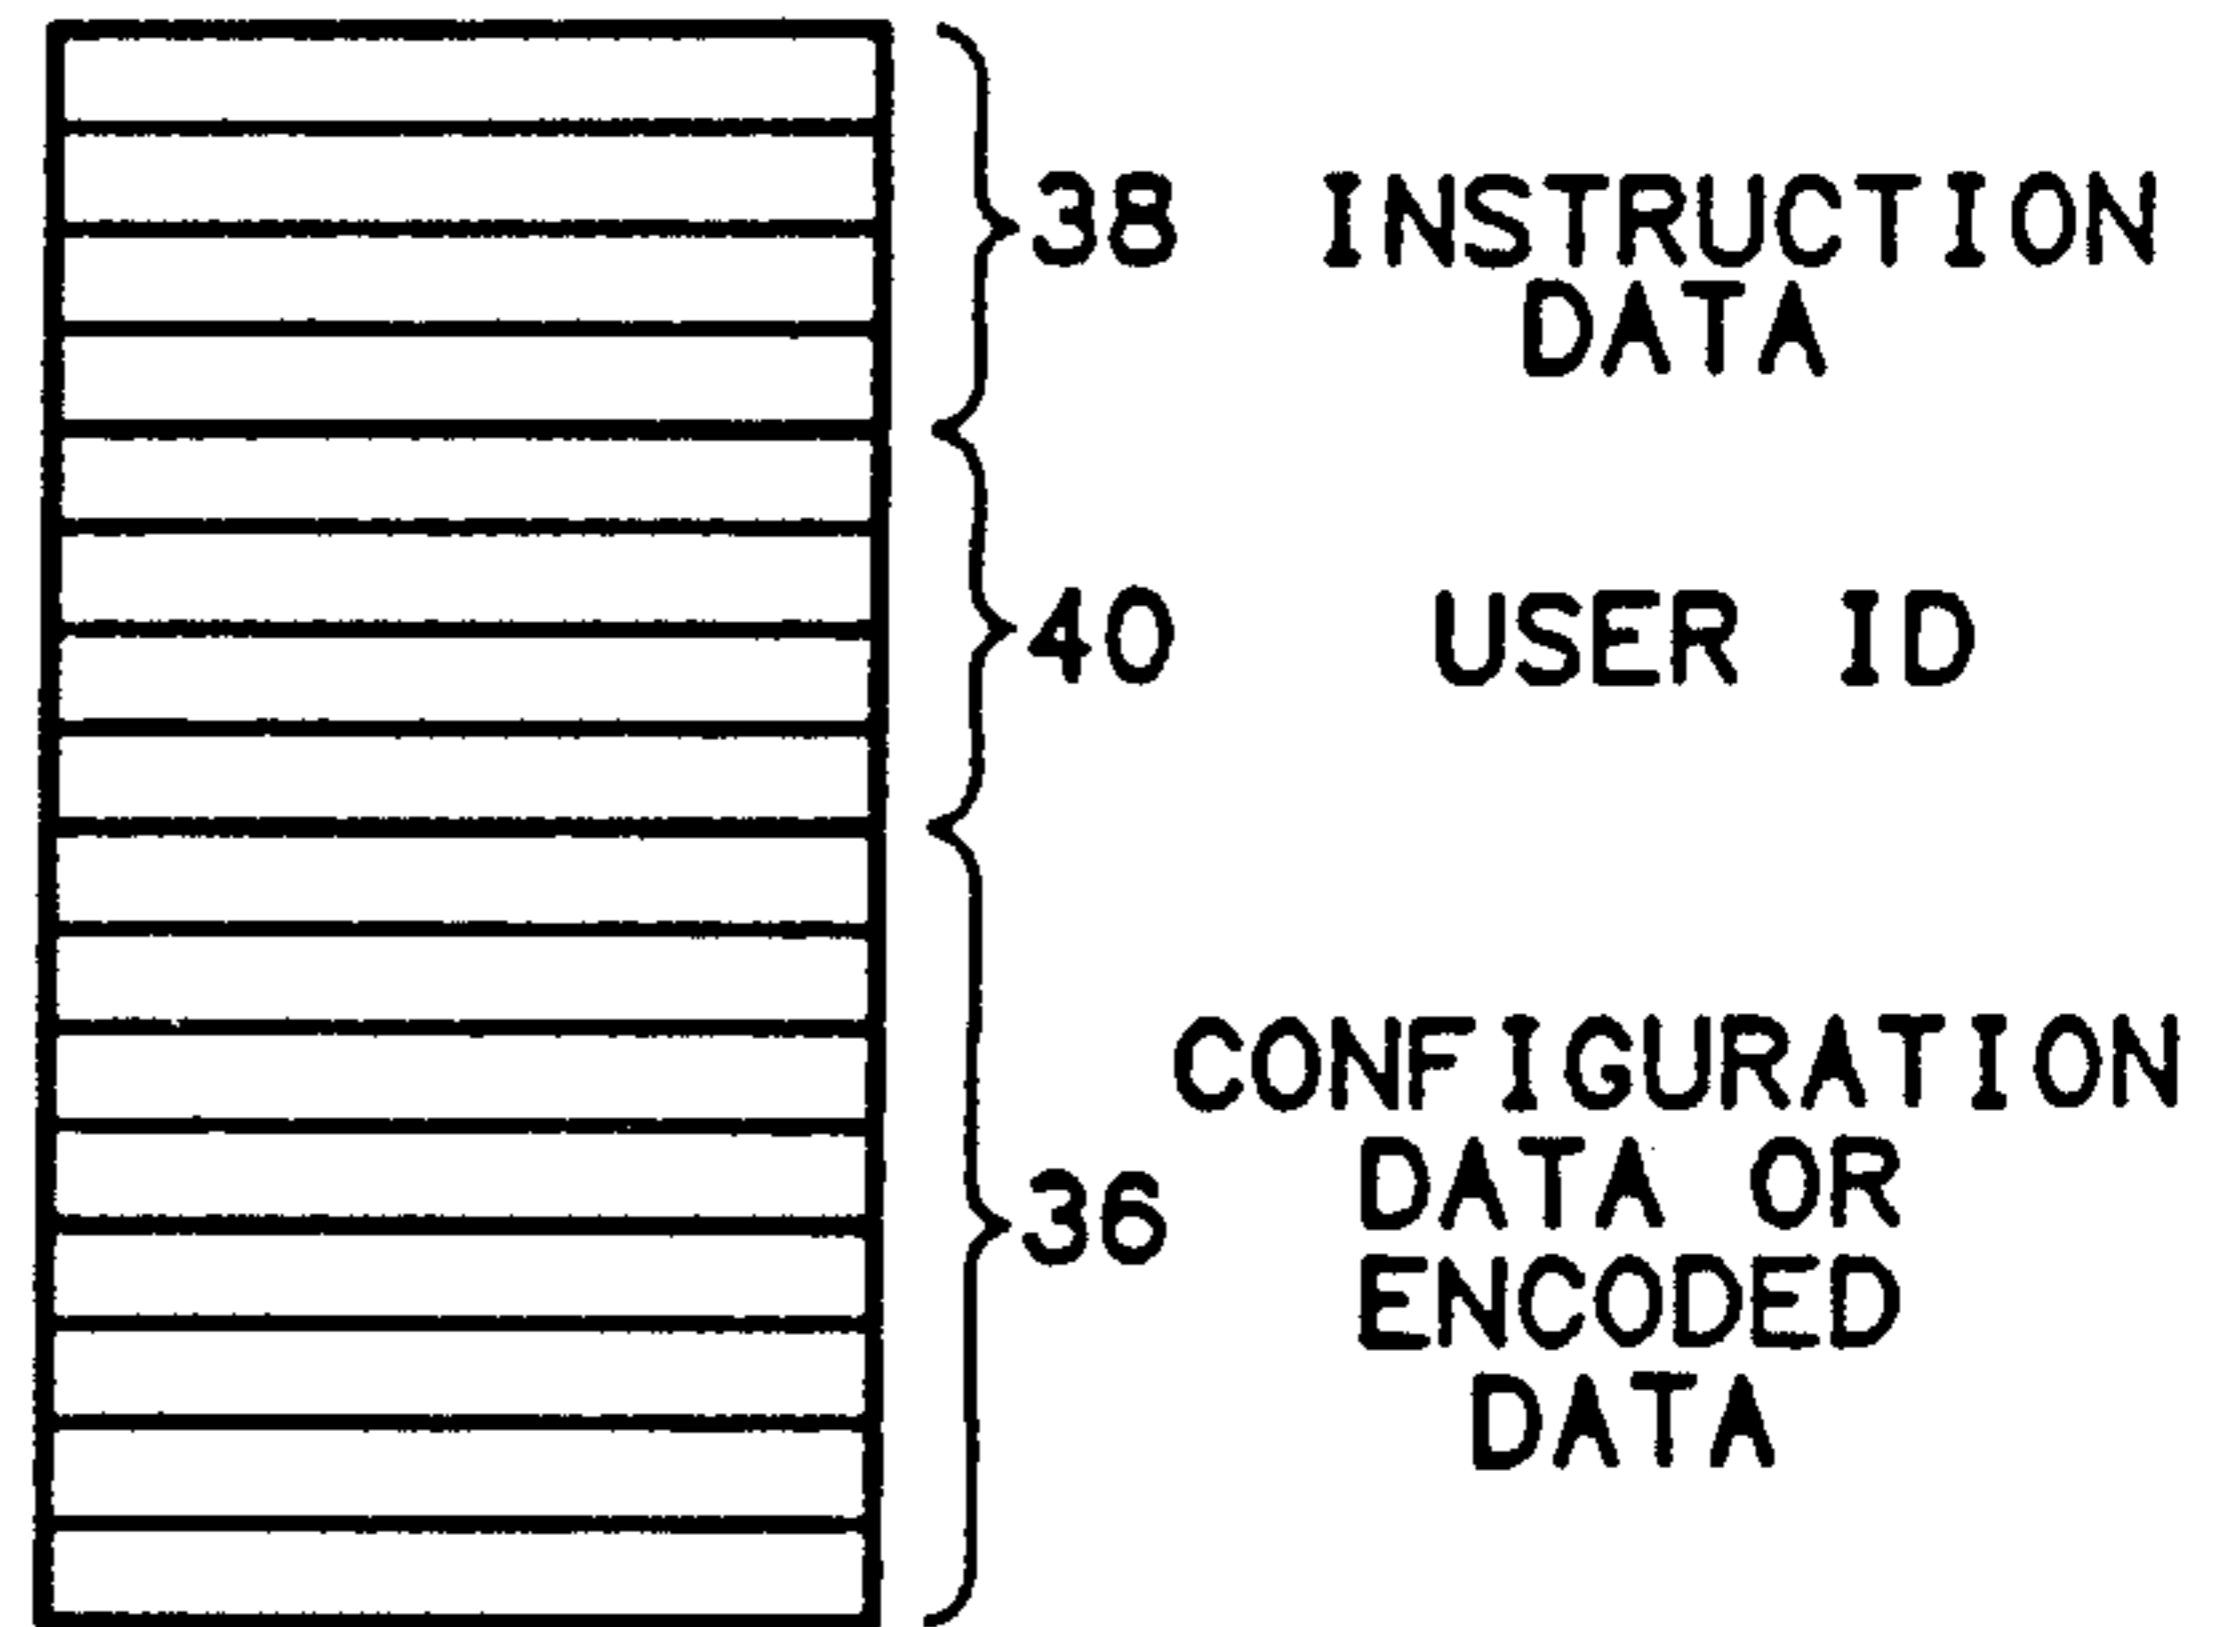 38 INSTRUCTION
DATA
40 USER ID
CONFIGURATION
DATA OR
36
ENCODED
DATA